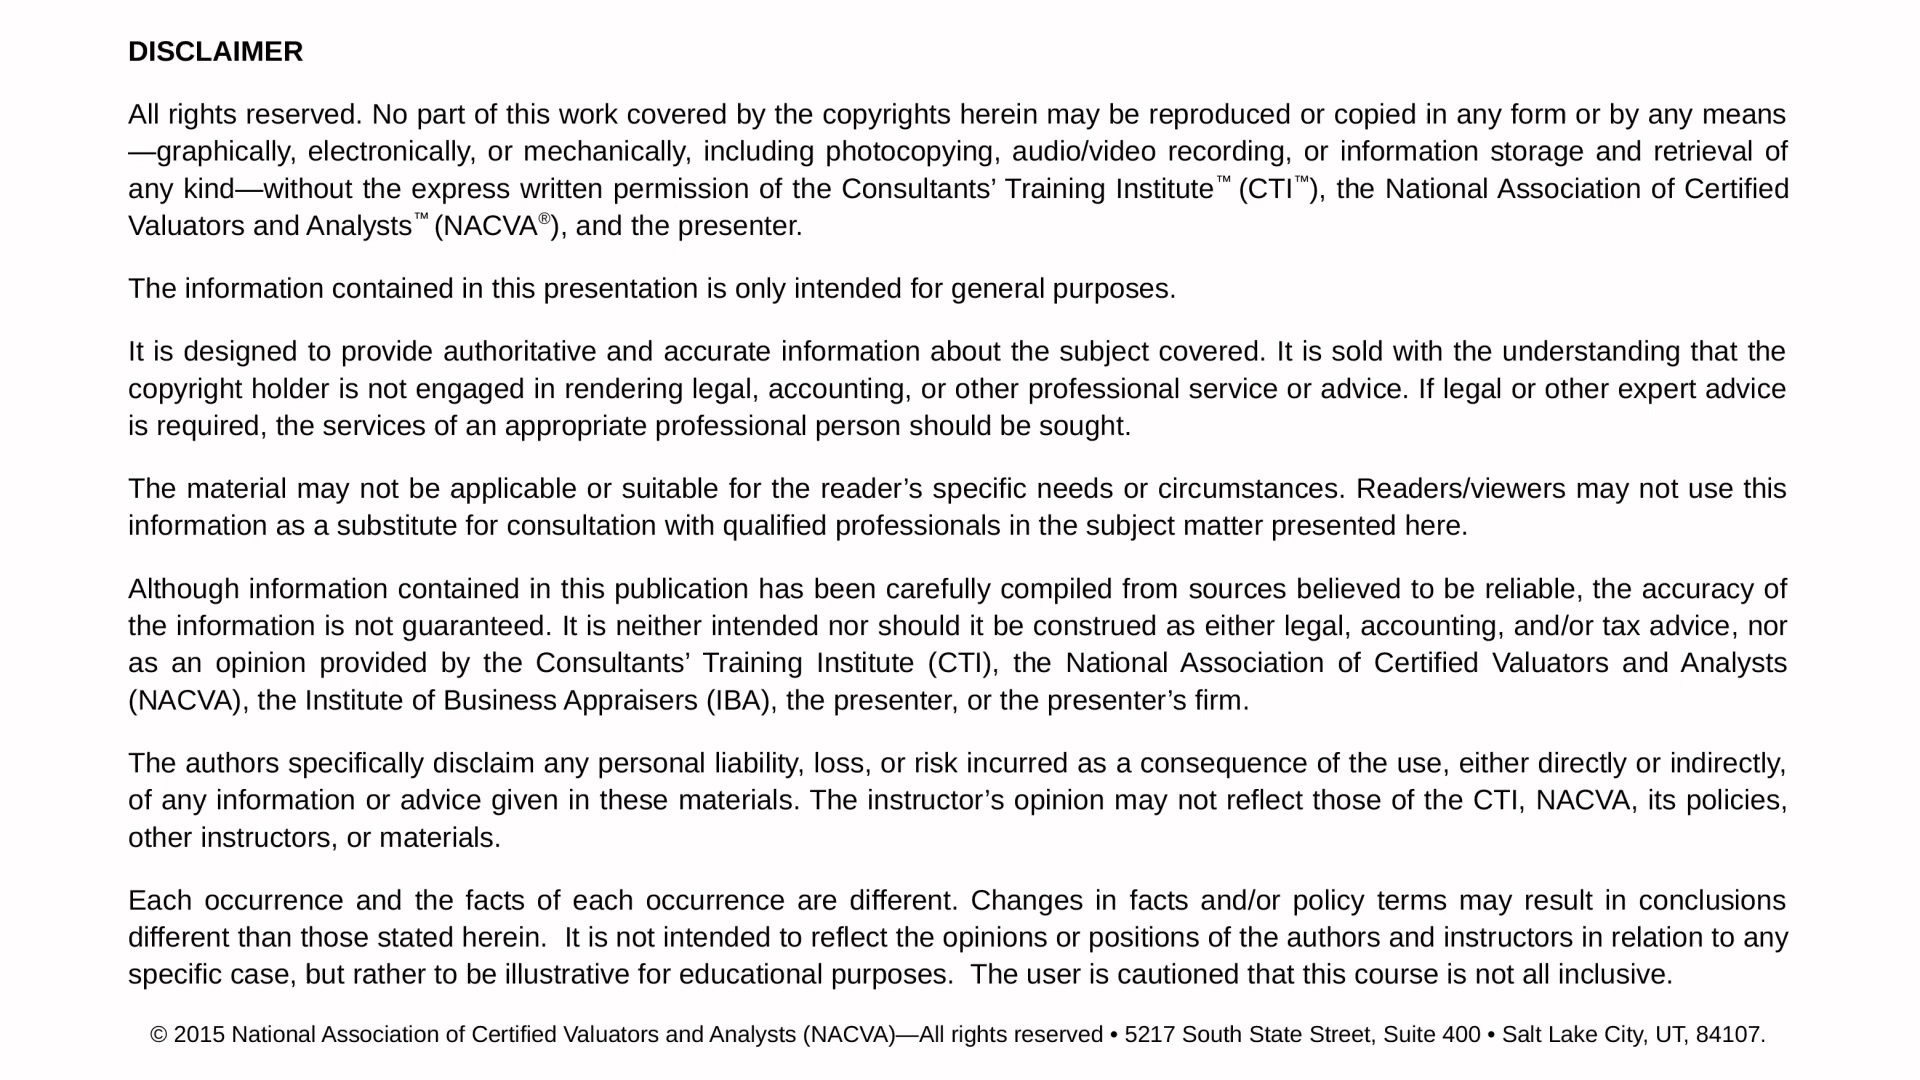 DISCLAIMER
All rights reserved. No part of this work covered by the copyrights herein may be reproduced or copied in any form or by any means
—graphically, electronically, or mechanically, including photocopying, audio/video recording, or information storage and retrieval of
any kind—without the express written permission of the Consultants’ Training Institute™ (CTI™), the National Association of Certified
Valuators and Analysts™ (NACVA®), and the presenter.
The information contained in this presentation is only intended for general purposes.
It is designed to provide authoritative and accurate information about the subject covered. It is sold with the understanding that the
copyright holder is not engaged in rendering legal, accounting, or other professional service or advice. If legal or other expert advice
is required, the services of an appropriate professional person should be sought.
The material may not be applicable or suitable for the reader’s specific needs or circumstances. Readers/viewers may not use this
information as a substitute for consultation with qualified professionals in the subject matter presented here.
Although information contained in this publication has been carefully compiled from sources believed to be reliable, the accuracy of
the information is not guaranteed. It is neither intended nor should it be construed as either legal, accounting, and/or tax advice, nor
as an opinion provided by the Consultants’ Training Institute (CTI), the National Association of Certified Valuators and Analysts
(NACVA), the Institute of Business Appraisers (IBA), the presenter, or the presenter’s firm.
The authors specifically disclaim any personal liability, loss, or risk incurred as a consequence of the use, either directly or indirectly,
of any information or advice given in these materials. The instructor’s opinion may not reflect those of the CTI, NACVA, its policies,
other instructors, or materials.
Each occurrence and the facts of each occurrence are different. Changes in facts and/or policy terms may result in conclusions
different than those stated herein.  It is not intended to reflect the opinions or positions of the authors and instructors in relation to any
specific case, but rather to be illustrative for educational purposes.  The user is cautioned that this course is not all inclusive.
© 2015 National Association of Certified Valuators and Analysts (NACVA)—All rights reserved • 5217 South State Street, Suite 400 • Salt Lake City, UT, 84107.